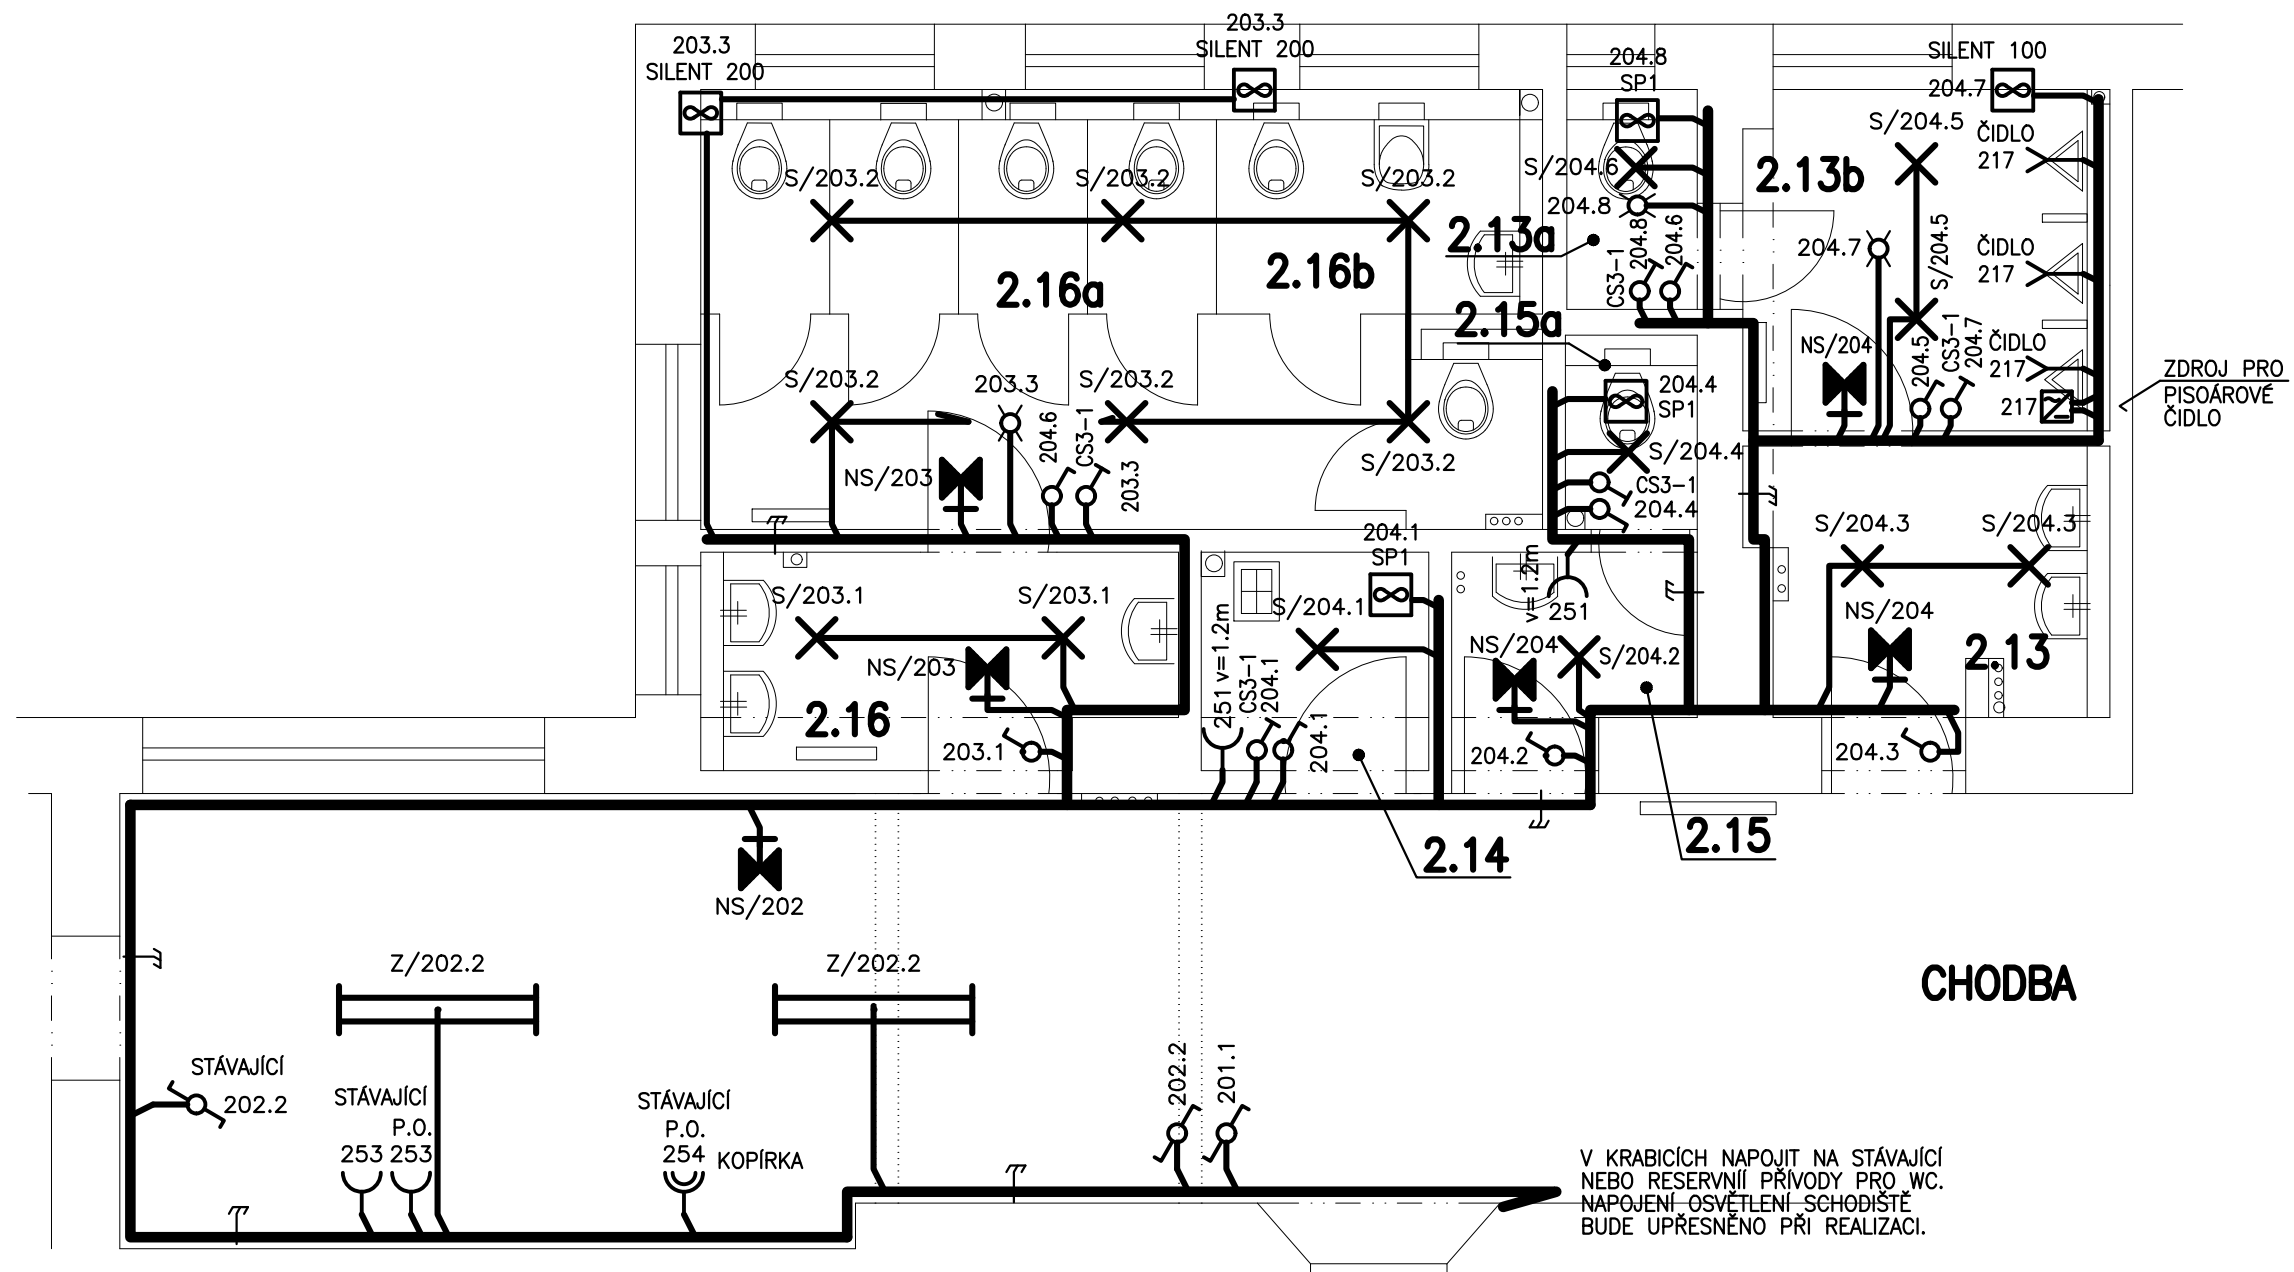 203.3
SILENT 200
203.3
SILENT 200
204.8
SP1
SILENT 100
204.7
S/204.5
ČIDLO
217
2.13b
S/203.2
S/203.2
S/203.2
S/204.6
204.8
2.13a
204.8
204.6
CS3-1
204.7
S/204.5
ČIDLO
217
2.16a
2.16b
2.15a
NS/204
204.5
CS3-1
204.7
ČIDLO
217
217
ZDROJ PRO
PISOÁROVÉ
ČIDLO
S/203.2
203.3
S/203.2
204.4
SP1
204.6
CS3-1
203.3
NS/203
S/203.2
S/204.4
CS3-1
204.4
204.1
SP1
S/204.3
S/204.3
S/203.1
S/203.1
S/204.1
v=1.2m
251
NS/204
2.13
NS/203
251 v=1.2m
CS3-1
204.1
NS/204
S/204.2
2.16
203.1
204.1
204.2
204.3
2.14
2.15
NS/202
Z/202.2
Z/202.2
CHODBA
STÁVAJÍCÍ
202.2
STÁVAJÍCÍ
P.O.
253
253
STÁVAJÍCÍ
P.O.
254
KOPÍRKA
202.2
201.1
V KRABICÍCH NAPOJIT NA STÁVAJÍCÍ
NEBO RESERVNÍÍ PŘÍVODY PRO WC.
NAPOJENÍ OSVĚTLENÍ SCHODIŠTĚ
BUDE UPŘESNĚNO PŘI REALIZACI.